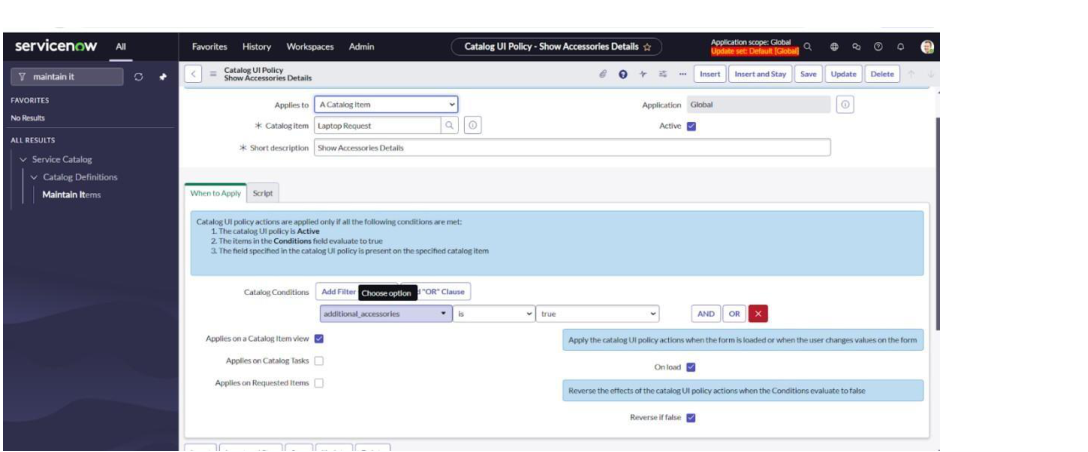 servicenow All Favorites History Workspaces Admin Catalog UI Policy - Show Accessories Details ☆ Application scope: Global
Update set: Default [Global]
maintain it
Catalog UI Policy
Show Accessories Details
Insert Insert and Stay Save Update Delete
FAVORITES
No Results
ALL RESULTS
Service Catalog
Catalog Definitions
Maintain Items
Applies to A Catalog Item Application Global
* Catalog item Laptop Request Active
* Short description Show Accessories Details
When to Apply Script
Catalog UI policy actions are applied only if all the following conditions are met:
1. The catalog UI policy is Active
2. The items in the Conditions field evaluate to true
3. The field specified in the catalog UI policy is present on the specified catalog item
Catalog Conditions Add Filter Choose option "OR" Clause
additional_accessories is true AND OR
Applies on a Catalog Item view Apply the catalog UI policy actions when the form is loaded or when the user changes values on the form
Applies on Catalog Tasks On load
Applies on Requested Items Reverse the effects of the catalog UI policy actions when the Conditions evaluate to false
Reverse if false